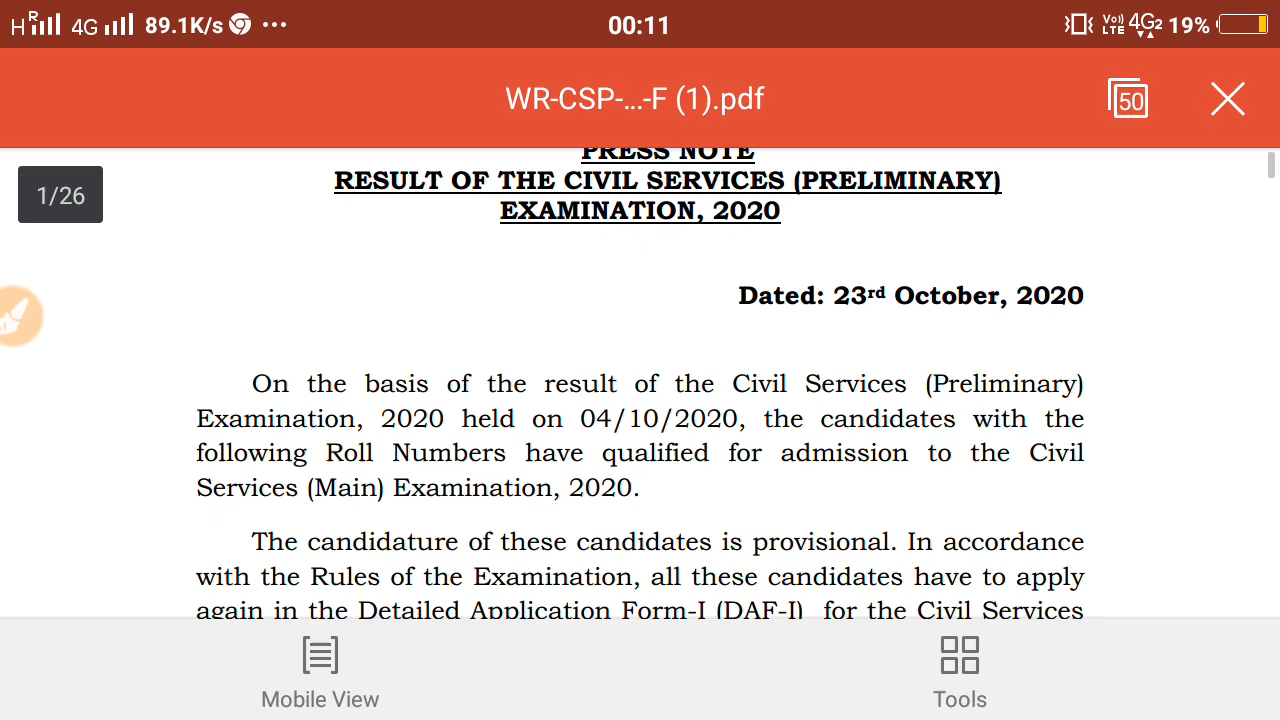 HR 4G 89.1K/s ••• 00:11 Vo)) LTE 4G2 19%
WR-CSP-...-F (1).pdf 50
PRESS NOTE
1/26
RESULT OF THE CIVIL SERVICES (PRELIMINARY)
EXAMINATION, 2020
Dated: 23rd October, 2020
On the basis of the result of the Civil Services (Preliminary)
Examination, 2020 held on 04/10/2020, the candidates with the
following Roll Numbers have qualified for admission to the Civil
Services (Main) Examination, 2020.
The candidature of these candidates is provisional. In accordance
with the Rules of the Examination, all these candidates have to apply
again in the Detailed Application Form-I (DAF-I) for the Civil Services
Mobile View
Tools